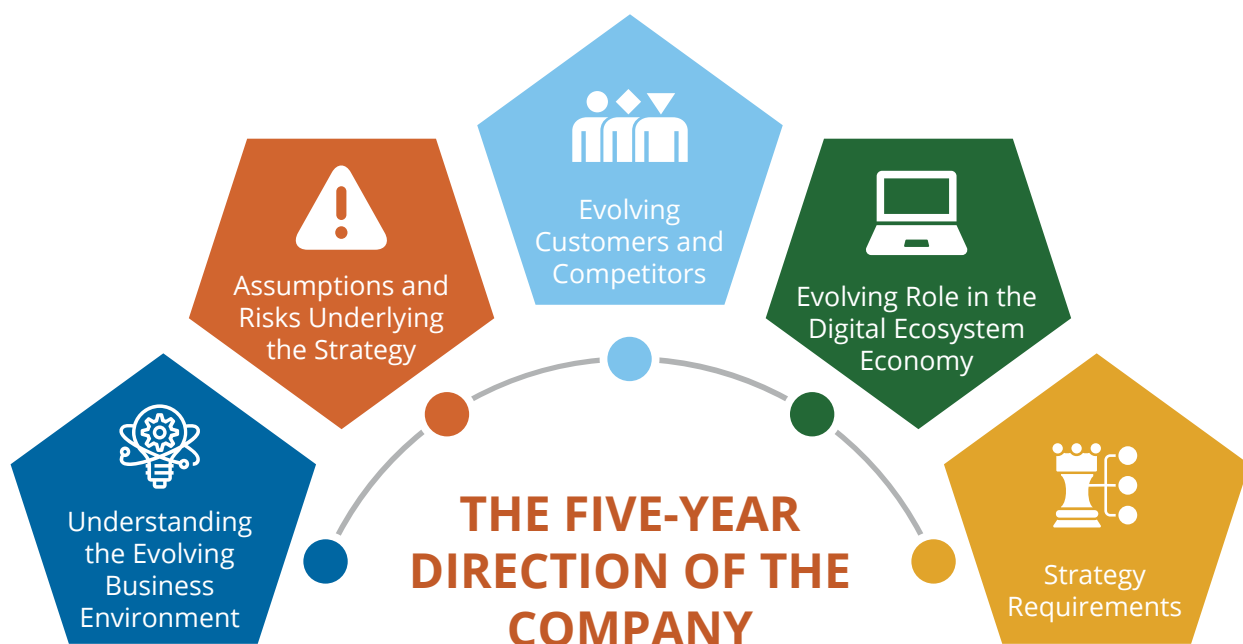 Understanding
the Evolving
Business
Environment
Assumptions and
Risks Underlying
the Strategy
Evolving
Customers and
Competitors
Evolving Role in the
Digital Ecosystem
Economy
Strategy
Requirements
THE FIVE-YEAR
DIRECTION OF THE
COMPANY